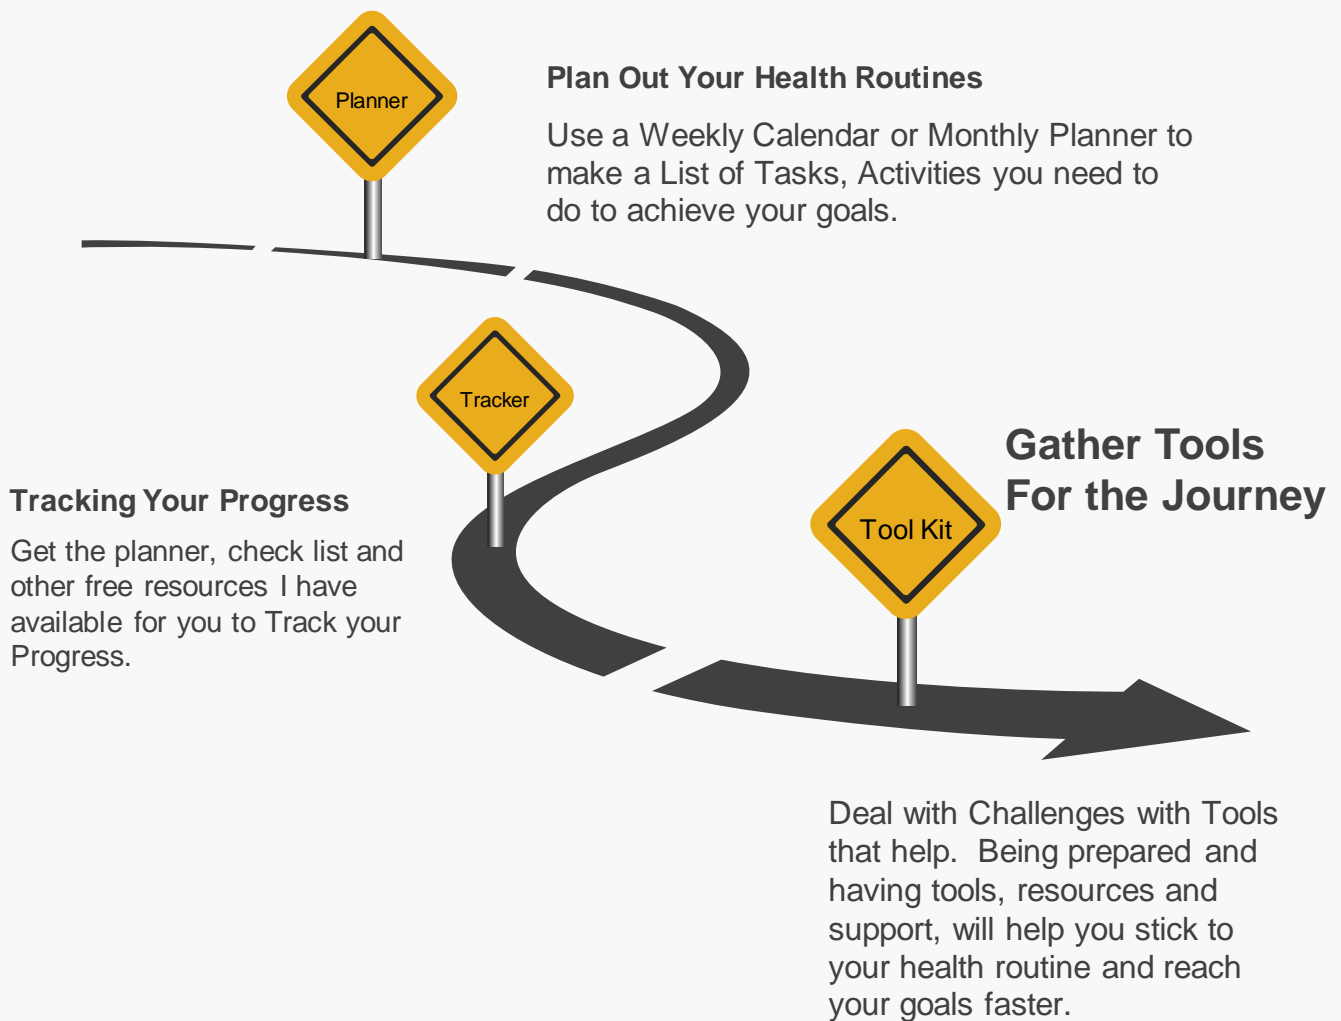 Planner
Plan Out Your Health Routines
Use a Weekly Calendar or Monthly Planner to
make a List of Tasks, Activities you need to
do to achieve your goals.
Tracker
Tracking Your Progress
Get the planner, check list and
other free resources I have
available for you to Track your
Progress.
Gather Tools
For the Journey
Tool Kit
Deal with Challenges with Tools
that help.  Being prepared and
having tools, resources and
support, will help you stick to
your health routine and reach
your goals faster.